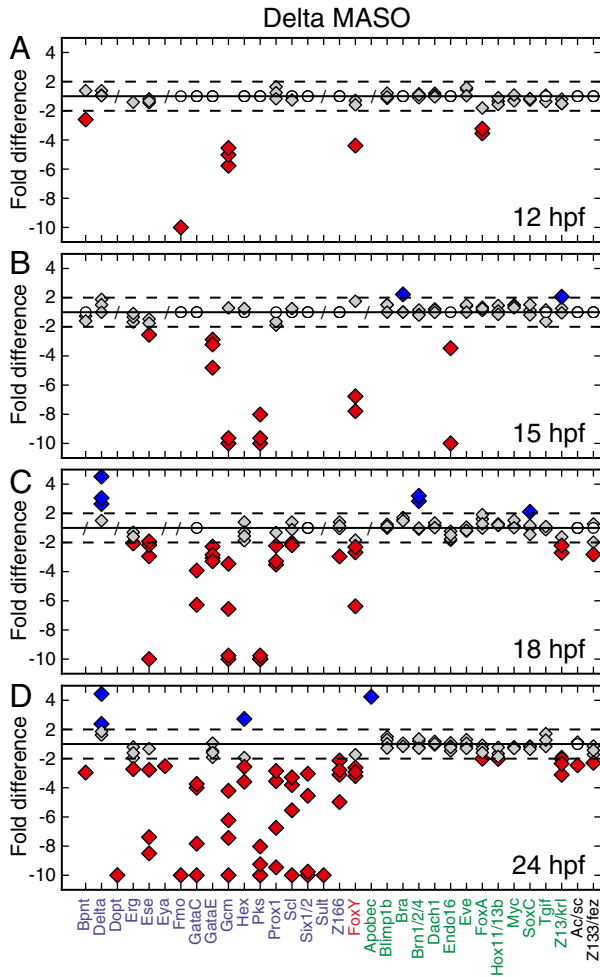 Delta MASO
A
Fold difference
4
2
-2
-4
-6
-8
-10
12 hpf
B
Fold difference
4
2
-2
-4
-6
-8
-10
15 hpf
C
Fold difference
4
2
-2
-4
-6
-8
-10
18 hpf
D
Fold difference
4
2
-2
-4
-6
-8
-10
24 hpf
Bpnt
Delta
Dopt
Erg
Ese
Eya
Fmo
GataC
GataE
Gcm
Hex
Pks
Prox1
Scl
Six1/2
Sult
Z166
FoxY
Apobec
Blimp1b
Bra
Brn1/2/4
Dach1
Endo16
Eve
FoxA
Hox11/13b
Myc
SoxC
Tgif
Z13/krl
Ac/sc
Z133/fez